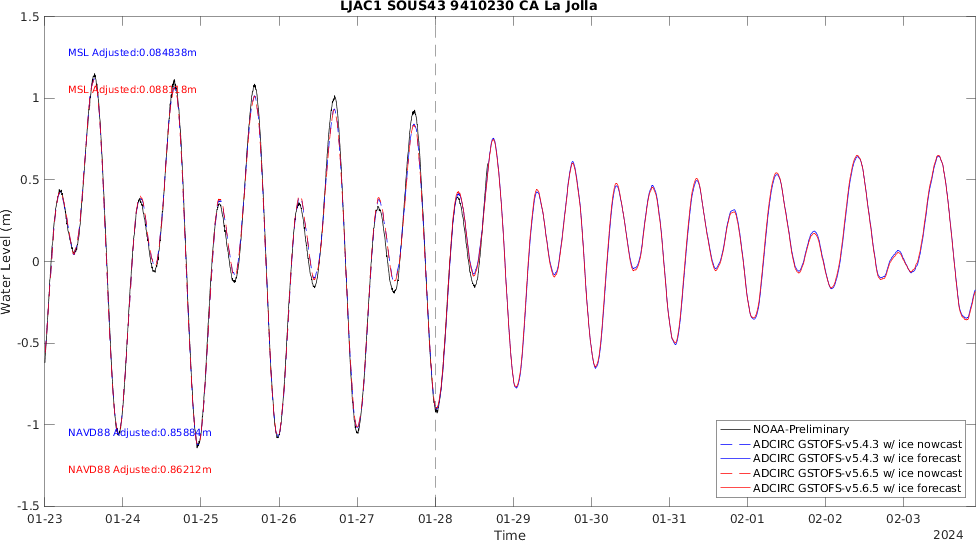 LJAC1 SOUS43 9410230 CA La Jolla
1.5
1
0.5
0
-0.5
-1
-1.5
Water Level (m)
MSL Adjusted:0.084838m
MSL Adjusted:0.088118m
NAVD88 Adjusted:0.85884m
NAVD88 Adjusted:0.86212m
NOAA-Preliminary
ADCIRC GSTOFS-v5.4.3 w/ ice nowcast
ADCIRC GSTOFS-v5.4.3 w/ ice forecast
ADCIRC GSTOFS-v5.6.5 w/ ice nowcast
ADCIRC GSTOFS-v5.6.5 w/ ice forecast
01-23 01-24 01-25 01-26 01-27 01-28 01-29 01-30 01-31 02-01 02-02 02-03
Time
2024